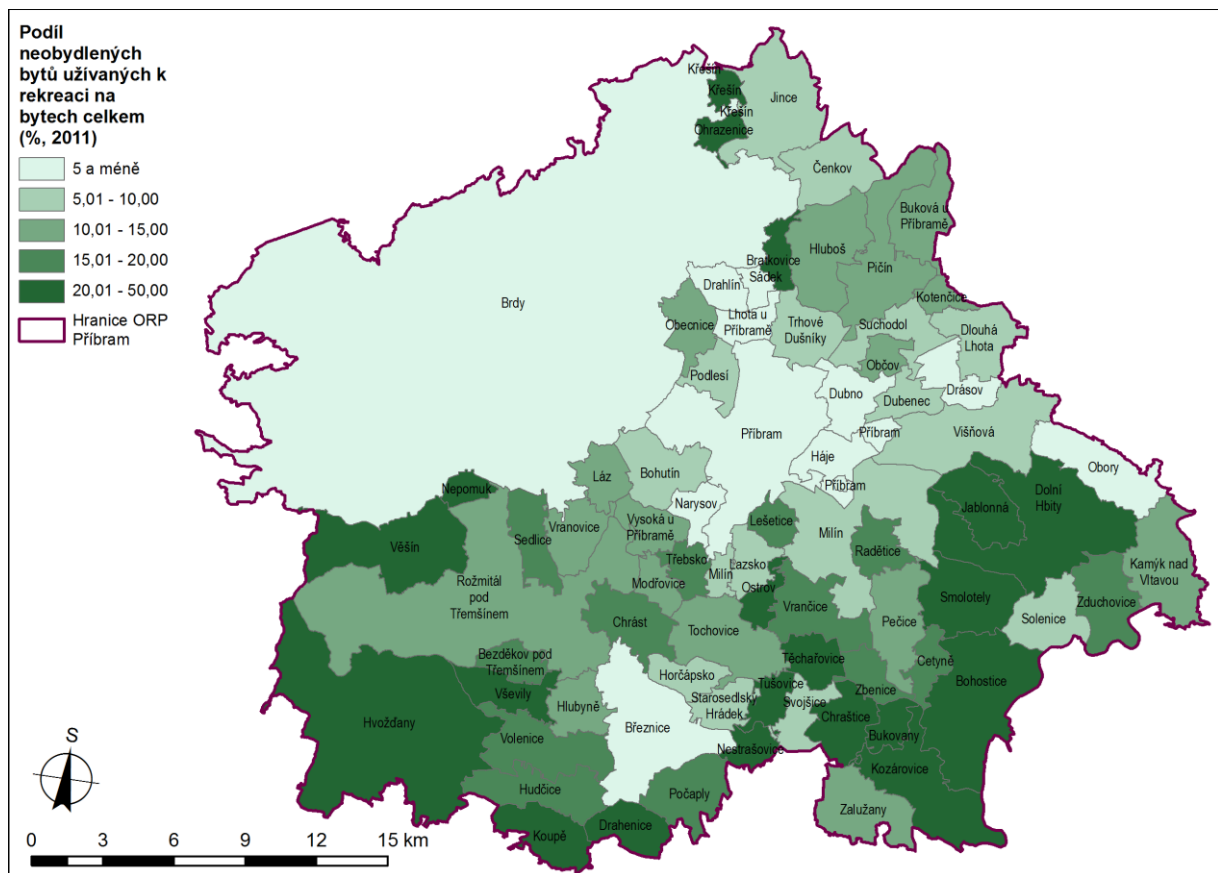 Podíl
neobydlených
bytů užívaných k
rekreaci na
bytech celkem
(%, 2011)
5 a méně
5,01 - 10,00
10,01 - 15,00
15,01 - 20,00
20,01 - 50,00
Hranice ORP
Příbram
Křešín
Křešín
Křešín
Ohrazenice
Jince
Čenkov
Buková u
Příbramě
Hluboš
Pičín
Bratkovice
Sádek
Drahlín
Brdy
Kotenčice
Obecnice
Lhota u
Příbramě
Trhové
Dušníky
Suchodol
Dlouhá
Lhota
Občov
Podlesí
Dubno
Drásov
Dubenec
Příbram
Příbram
Višňová
Háje
Obory
Láz
Bohutín
Příbram
Nepomuk
Narysov
Dolní
Hbity
Jablonná
Vranovice
Vysoká u
Příbramě
Lešetice
Milín
Sedlice
Věšín
Radětice
Třebsko
Lazsko
Kamýk nad
Vltavou
Milín
Modřovice
Rožmitál
pod
Třemšínem
Ostrov
Smolotely
Zduchovice
Vrančice
Solenice
Chrást
Pečice
Tochovice
Bezděkov pod
Třemšínem
Těchařovice
Cetyně
Horčápsko
Bohostice
Tušovice
Zbenice
Vševily
Starosedlský
Hrádek
Svojšice
Hvožďany
Hlubyně
Chraštice
Březnice
Bukovany
Volenice
Nestrašovice
Kozárovice
Hudčice
Počaply
Zalužany
Koupě
Drahenice
S
0 3 6 9 12 15 km